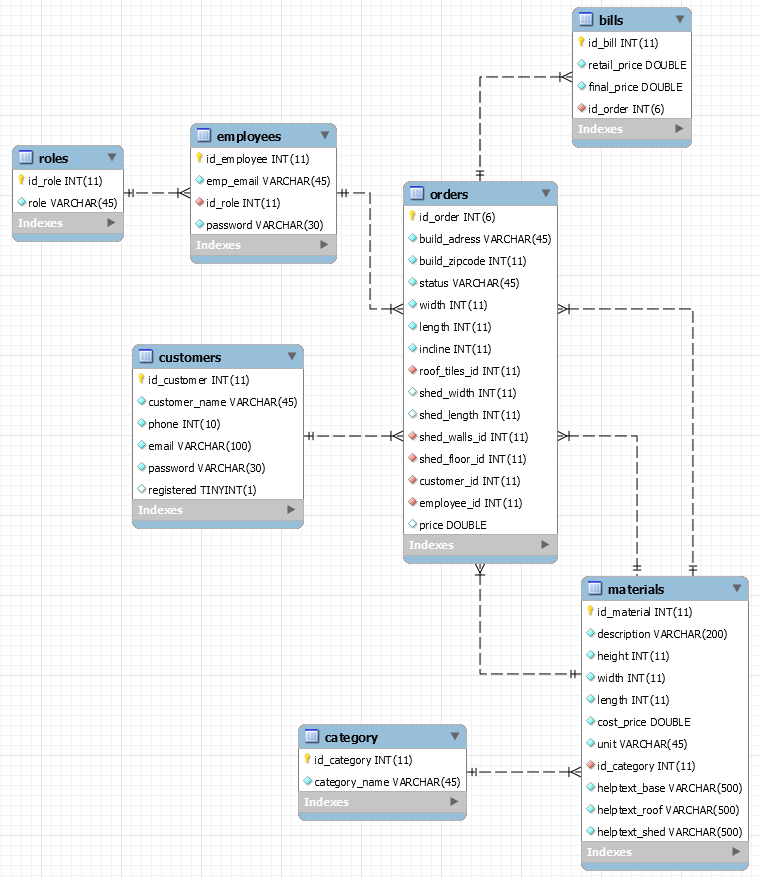 bills
id_bill INT(11)
retail_price DOUBLE
final_price DOUBLE
id_order INT(6)
Indexes
roles
id_role INT(11)
role VARCHAR(45)
Indexes
employees
id_employee INT(11)
emp_email VARCHAR(45)
id_role INT(11)
password VARCHAR(30)
Indexes
orders
id_order INT(6)
build_adress VARCHAR(45)
build_zipcode INT(11)
status VARCHAR(45)
width INT(11)
length INT(11)
incline INT(11)
roof_tiles_id INT(11)
shed_width INT(11)
shed_length INT(11)
shed_walls_id INT(11)
shed_floor_id INT(11)
customer_id INT(11)
employee_id INT(11)
price DOUBLE
Indexes
customers
id_customer INT(11)
customer_name VARCHAR(45)
phone INT(10)
email VARCHAR(100)
password VARCHAR(30)
registered TINYINT(1)
Indexes
materials
id_material INT(11)
description VARCHAR(200)
height INT(11)
width INT(11)
length INT(11)
cost_price DOUBLE
unit VARCHAR(45)
id_category INT(11)
helptext_base VARCHAR(500)
helptext_roof VARCHAR(500)
helptext_shed VARCHAR(500)
Indexes
category
id_category INT(11)
category_name VARCHAR(45)
Indexes